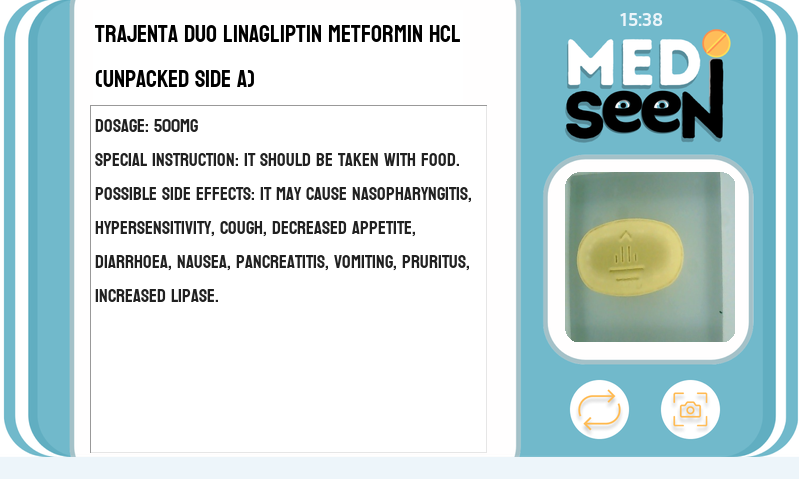 TRAJENTA DUO LINAGLIPTIN METFORMIN HCL
(UNPACKED SIDE A)
DOSAGE: 500MG
SPECIAL INSTRUCTION: IT SHOULD BE TAKEN WITH FOOD.
POSSIBLE SIDE EFFECTS: IT MAY CAUSE NASOPHARYNGITIS,
HYPERSENSITIVITY, COUGH, DECREASED APPETITE,
DIARRHOEA, NAUSEA, PANCREATITIS, VOMITING, PRURITUS,
INCREASED LIPASE.
15:38
MEDi
SEEN